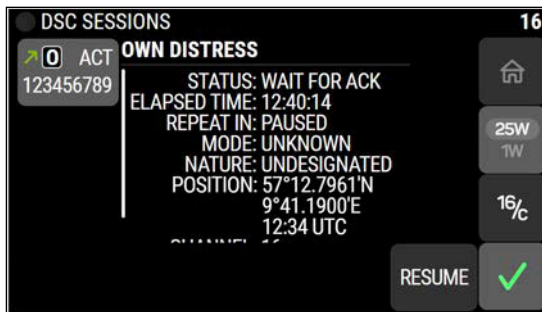 DSC SESSIONS 16
0 ACT
123456789
OWN DISTRESS
STATUS: WAIT FOR ACK
ELAPSED TIME: 12:40:14
REPEAT IN: PAUSED
MODE: UNKNOWN
NATURE: UNDESIGNATED
POSITION: 57°12.7961'N
9°41.1900'E
12:34 UTC
25W
1W
16/c
RESUME